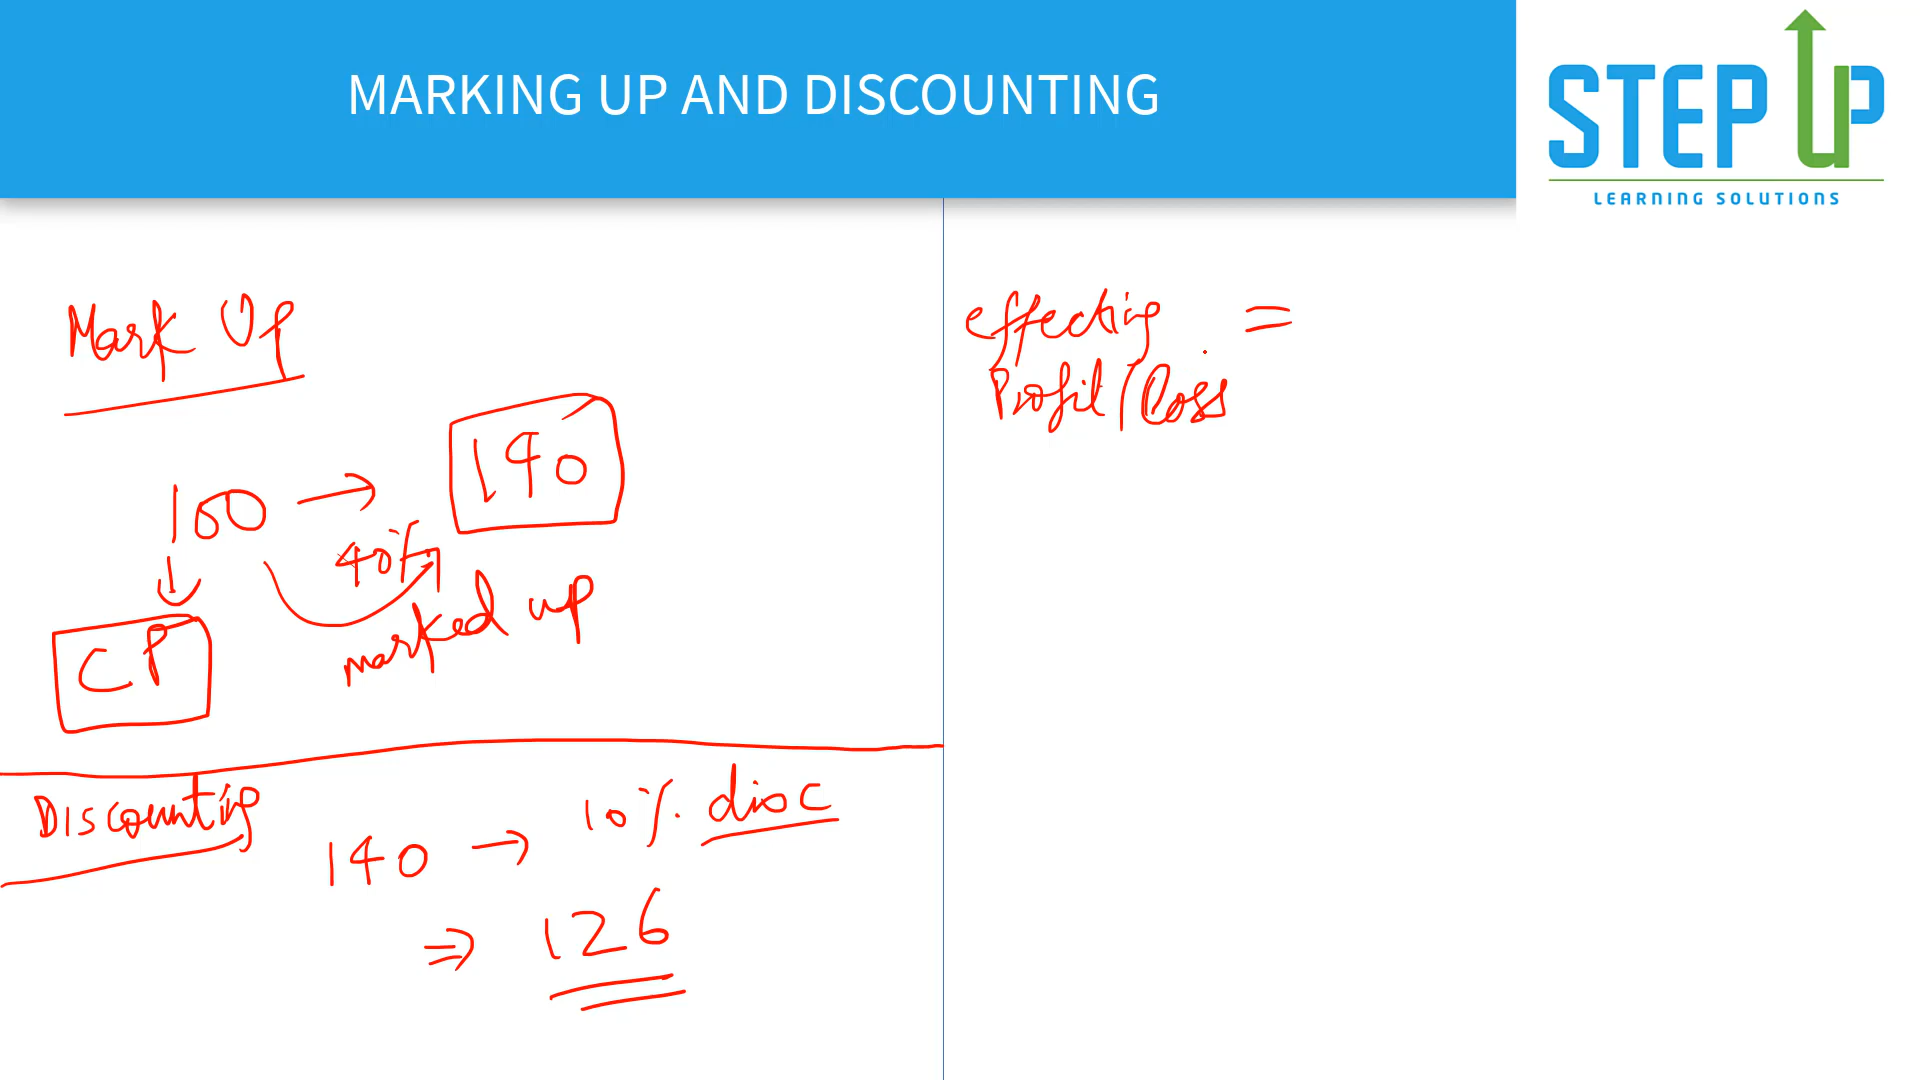 MARKING UP AND DISCOUNTING
STEP UP
LEARNING SOLUTIONS
Mark Up
100 → 140
40%
marked up
CP
Discounting
140 → 10% disc
⇒ 126
effecting =
Profit/Loss